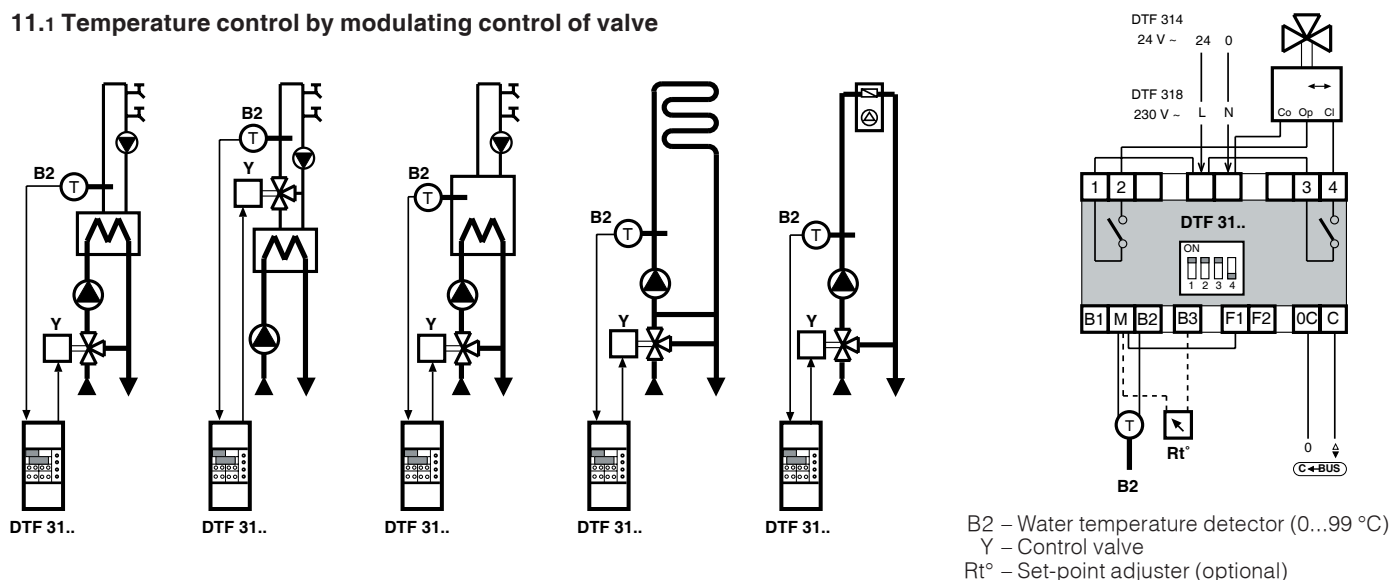 11.1 Temperature control by modulating control of valve
B2
T
Y
DTF 31..
B2
T
Y
DTF 31..
B2
T
Y
DTF 31..
B2
T
Y
DTF 31..
B2
T
Y
DTF 31..
DTF 314
24 V ~ 24 0
DTF 318
230 V ~ L N
Co Op Cl
1 2 3 4
DTF 31..
ON
1 2 3 4
B1 M B2 B3 F1 F2 0C C
T
Rt°
B2
0
C BUS
B2 – Water temperature detector (0...99 °C)
Y – Control valve
Rt° – Set-point adjuster (optional)